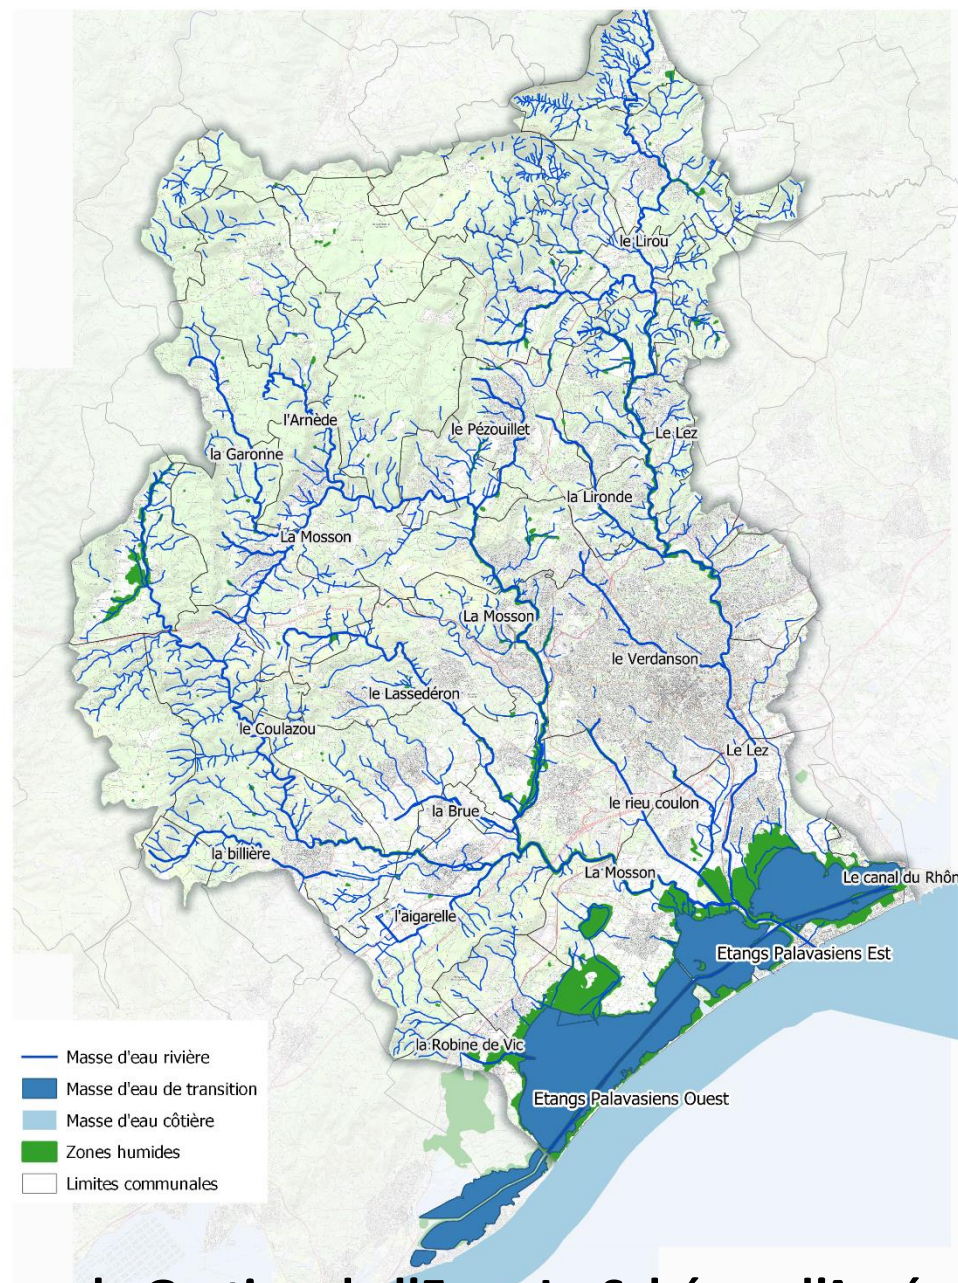 le Lirou
l'Arnède
le Pézouillet
Le Lez
la Garonne
la Lironde
La Mosson
La Mosson
le Verdanson
le Lassedéron
le Coulazou
Le Lez
le rieu coulon
la Brue
la billière
La Mosson
Le canal du Rhôn
l'aigarelle
Etangs Palavasiens Est
la Robine de Vic
Etangs Palavasiens Ouest
Masse d'eau rivière
Masse d'eau de transition
Masse d'eau côtière
Zones humides
Limites communales